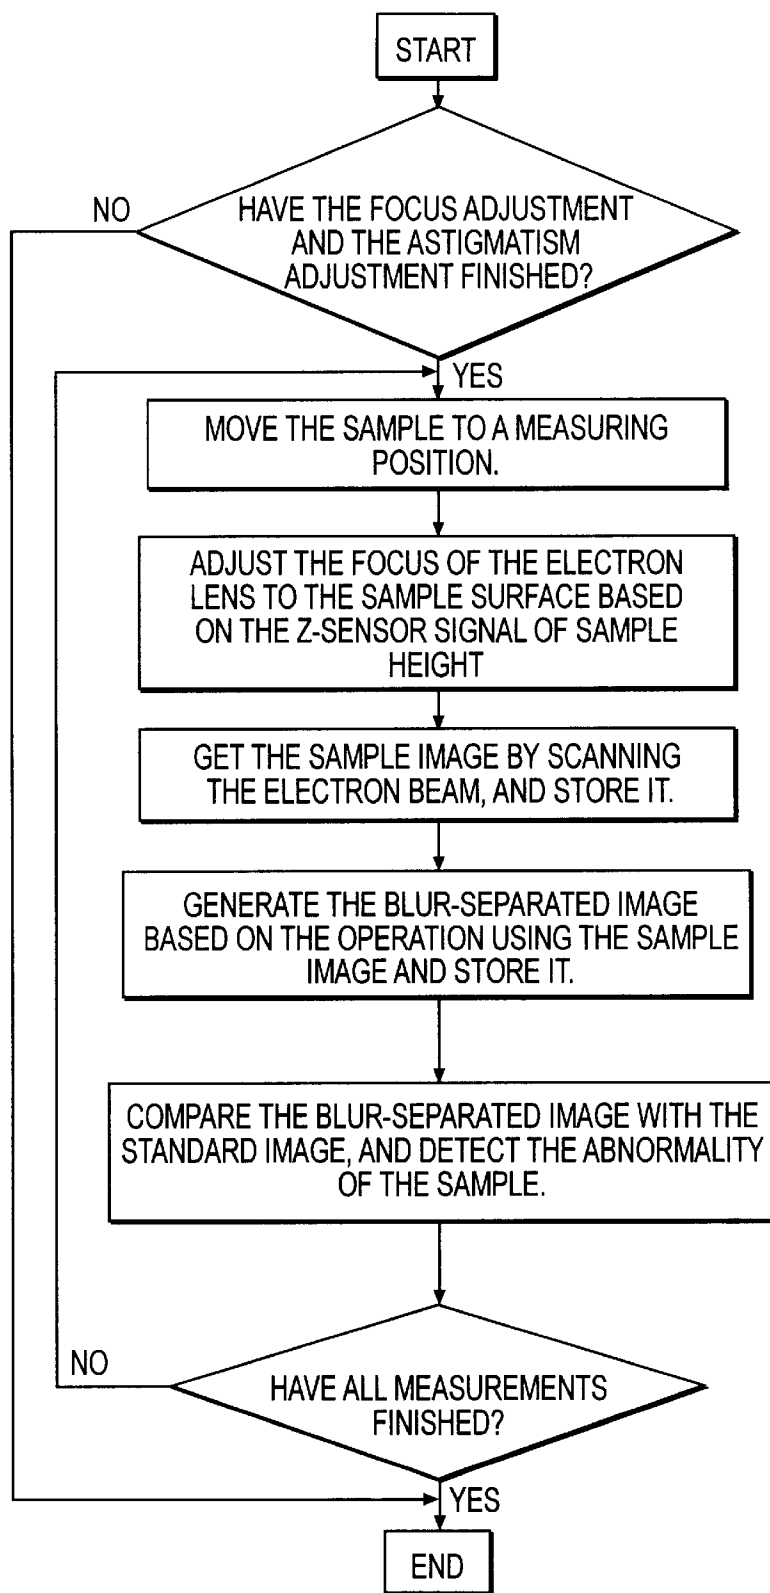 START
NO
HAVE THE FOCUS ADJUSTMENT
AND THE ASTIGMATISM
ADJUSTMENT FINISHED?
YES
MOVE THE SAMPLE TO A MEASURING
POSITION.
ADJUST THE FOCUS OF THE ELECTRON
LENS TO THE SAMPLE SURFACE BASED
ON THE Z-SENSOR SIGNAL OF SAMPLE
HEIGHT
GET THE SAMPLE IMAGE BY SCANNING
THE ELECTRON BEAM, AND STORE IT.
GENERATE THE BLUR-SEPARATED IMAGE
BASED ON THE OPERATION USING THE SAMPLE
IMAGE AND STORE IT.
COMPARE THE BLUR-SEPARATED IMAGE WITH THE
STANDARD IMAGE, AND DETECT THE ABNORMALITY
OF THE SAMPLE.
NO
HAVE ALL MEASUREMENTS
FINISHED?
YES
END